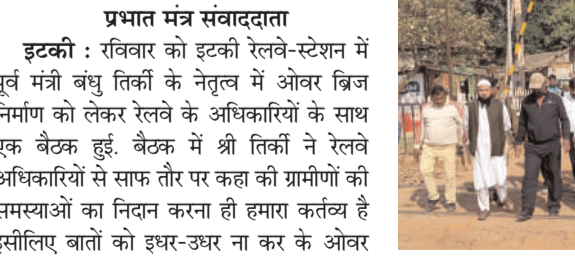 प्रभात मंत्र संवाददाता
इटकी : रविवार को इटकी रेलवे-स्टेशन में
पूर्व मंत्री बंधु तिर्की के नेतृत्व में ओवर ब्रिज
निर्माण को लेकर रेलवे के अधिकारियों के साथ
एक बैठक हुई. बैठक में श्री तिर्की ने रेलवे
अधिकारियों से साफ तौर पर कहा की ग्रामीणों की
समस्याओं का निदान करना ही हमारा कर्तव्य है
इसीलिए बातों को इधर-उधर ना कर के ओवर